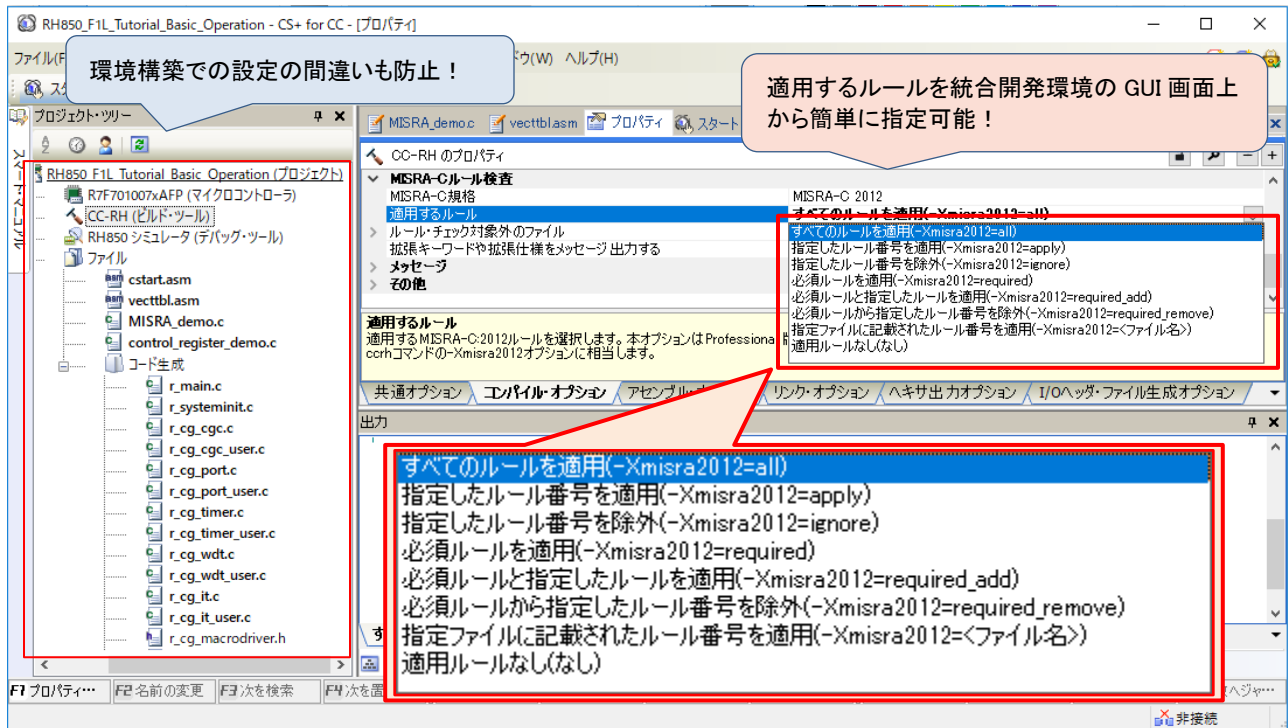 RH850_F1L_Tutorial_Basic_Operation - CS+ for CC - [プロパティ]
ファイル(F
ドウ(W) ヘルプ(H)
環境構築での設定の間違いも防止！
適用するルールを統合開発環境の GUI 画面上
から簡単に指定可能！
スタ
スマート・マニュアル
プロジェクト・ツリー
RH850_F1L_Tutorial_Basic_Operation (プロジェクト)
R7F701007xAFP (マイクロコントローラ)
CC-RH (ビルド・ツール)
RH850 シミュレータ (デバッグ・ツール)
ファイル
cstart.asm
vecttbl.asm
MISRA_demo.c
control_register_demo.c
コード生成
r_main.c
r_systeminit.c
r_cg_cgc.c
r_cg_cgc_user.c
r_cg_port.c
r_cg_port_user.c
r_cg_timer.c
r_cg_timer_user.c
r_cg_wdt.c
r_cg_wdt_user.c
r_cg_it.c
r_cg_it_user.c
r_cg_macrodriver.h
MISRA_demo.c vecttbl.asm プロパティ スタート
CC-RH のプロパティ
MISRA-Cルール検査
MISRA-C規格 MISRA-C 2012
適用するルール すべてのルールを適用(-Xmisra2012=all)
ルール・チェック対象外のファイル
拡張キーワードや拡張仕様をメッセージ出力する
メッセージ
その他
すべてのルールを適用(-Xmisra2012=all)
指定したルール番号を適用(-Xmisra2012=apply)
指定したルール番号を除外(-Xmisra2012=ignore)
必須ルールを適用(-Xmisra2012=required)
必須ルールと指定したルールを適用(-Xmisra2012=required_add)
必須ルールから指定したルール番号を除外(-Xmisra2012=required_remove)
指定ファイルに記載されたルール番号を適用(-Xmisra2012=<ファイル名>)
適用ルールなし(なし)
適用するルール
適用するMISRA-C:2012ルールを選択します。本オプションはProfessional
ccrhコマンドの-Xmisra2012オプションに相当します。
共通オプション コンパイル・オプション アセンブル・ リンク・オプション ヘキサ出力オプション I/Oヘッダ・ファイル生成オプション
出力
すべてのルールを適用(-Xmisra2012=all)
指定したルール番号を適用(-Xmisra2012=apply)
指定したルール番号を除外(-Xmisra2012=ignore)
必須ルールを適用(-Xmisra2012=required)
必須ルールと指定したルールを適用(-Xmisra2012=required_add)
必須ルールから指定したルール番号を除外(-Xmisra2012=required_remove)
指定ファイルに記載されたルール番号を適用(-Xmisra2012=<ファイル名>)
適用ルールなし(なし)
す
F1 プロパティ… F2 名前の変更 F3 次を検索 F4 次を置 ヘジャ…
非接続